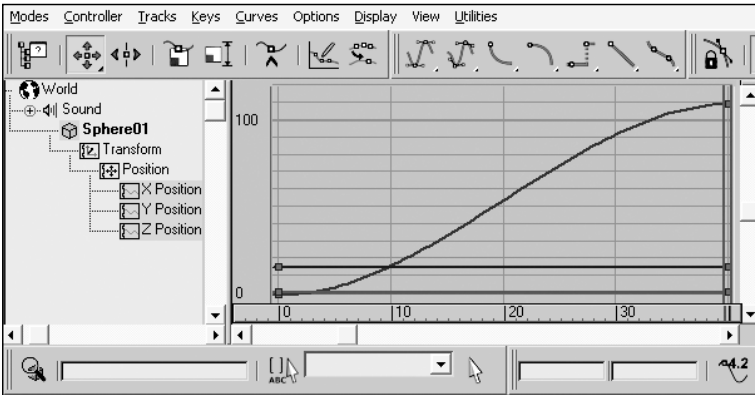 Modes Controller Tracks Keys Curves Options Display View Utilities
?
World
Sound
Sphere01
Transform
Position
X Position
Y Position
Z Position
100
0
0 10 20 30
[ ] ABC
4.2